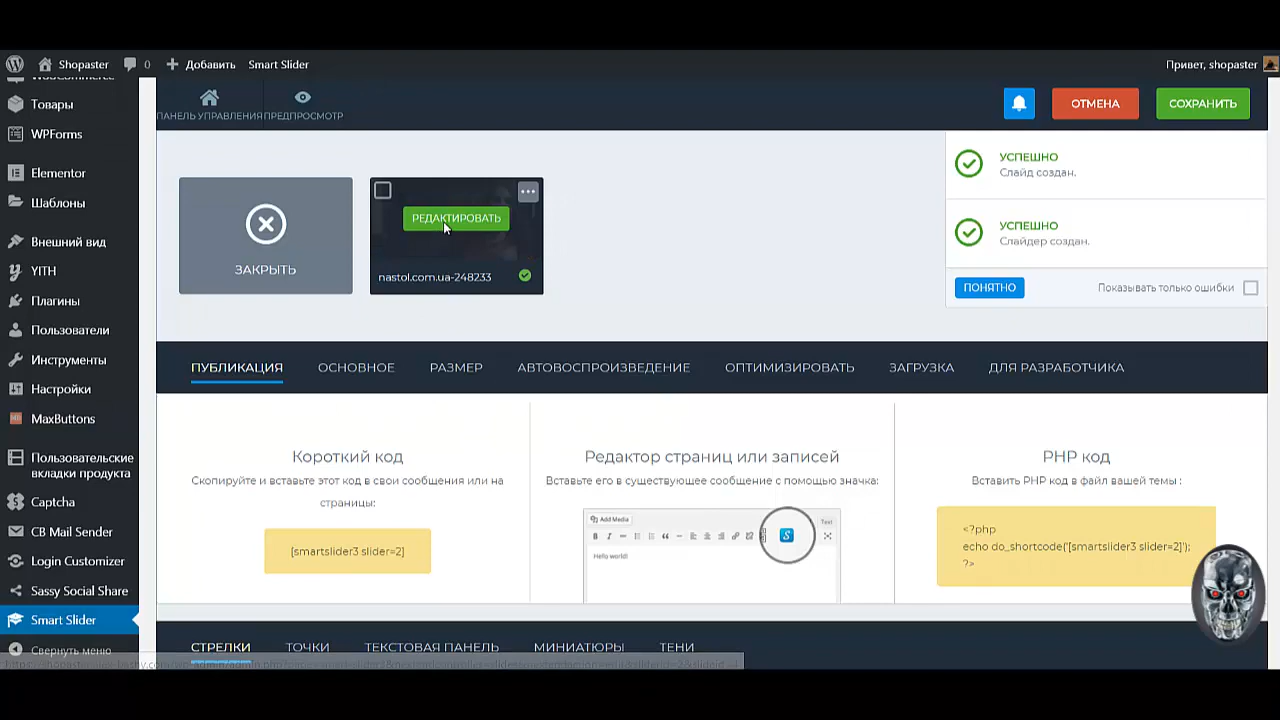 Shopaster
0
Добавить
Smart Slider
Привет, shopaster
WooCommerce
Товары
WPForms
Elementor
Шаблоны
Внешний вид
YITH
Плагины
Пользователи
Инструменты
Настройки
MaxButtons
Пользовательские
вкладки продукта
Captcha
CB Mail Sender
Login Customizer
Sassy Social Share
Smart Slider
Свернуть меню
ПАНЕЛЬ УПРАВЛЕНИЯ
ПРЕДПРОСМОТР
ОТМЕНА
СОХРАНИТЬ
ЗАКРЫТЬ
РЕДАКТИРОВАТЬ
nastol.com.ua-248233
УСПЕШНО
Слайд создан.
УСПЕШНО
Слайдер создан.
ПОНЯТНО
Показывать только ошибки
ПУБЛИКАЦИЯ
ОСНОВНОЕ
РАЗМЕР
АВТОВОСПРОИЗВЕДЕНИЕ
ОПТИМИЗИРОВАТЬ
ЗАГРУЗКА
ДЛЯ РАЗРАБОТЧИКА
Короткий код
Скопируйте и вставьте этот код в свои сообщения или на
страницы:
[smartslider3 slider=2]
Редактор страниц или записей
Вставьте его в существующее сообщение с помощью значка:
Add Media
Text
Hello world!
PHP код
Вставить PHP код в файл вашей темы :
<?php
echo do_shortcode('[smartslider3 slider=2]');
?>
СТРЕЛКИ
ТОЧКИ
ТЕКСТОВАЯ ПАНЕЛЬ
МИНИАТЮРЫ
ТЕНИ